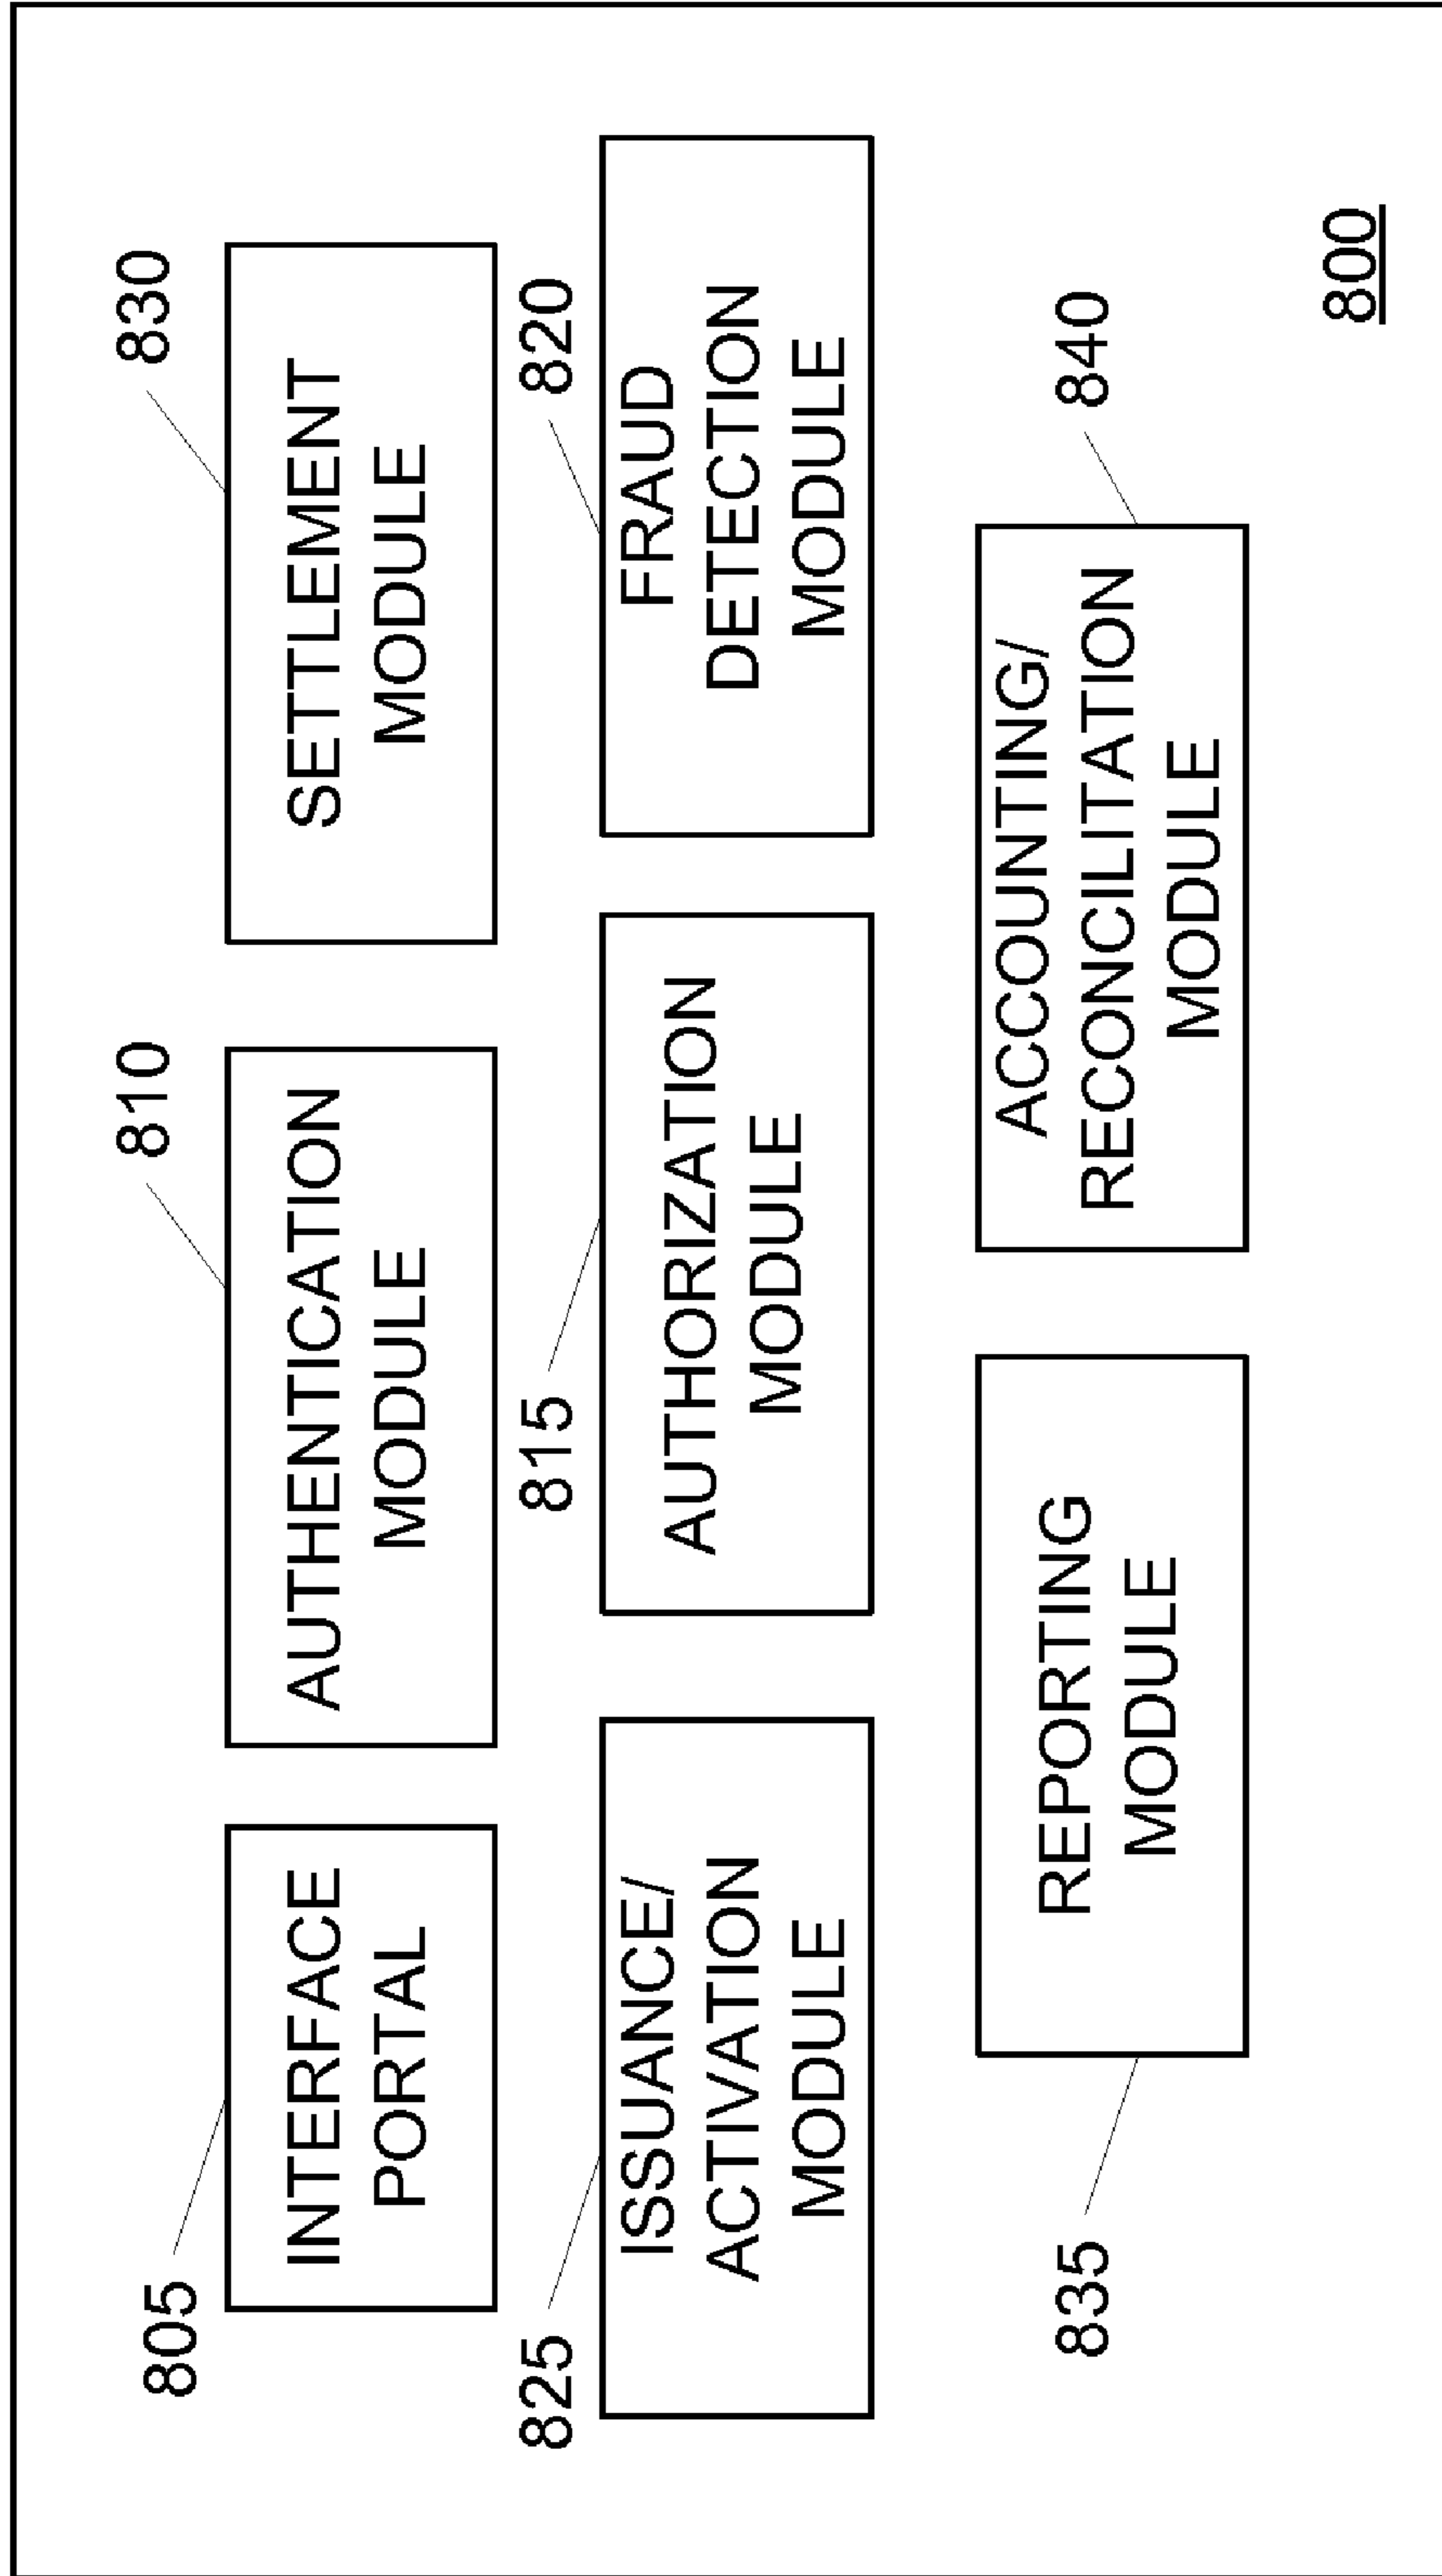 805
INTERFACE
PORTAL
810
AUTHENTICATION
MODULE
830
SETTLEMENT
MODULE
825
ISSUANCE/
ACTIVATION
MODULE
815
AUTHORIZATION
MODULE
820
FRAUD
DETECTION
MODULE
835
REPORTING
MODULE
840
ACCOUNTING/
RECONCILITATION
MODULE
800